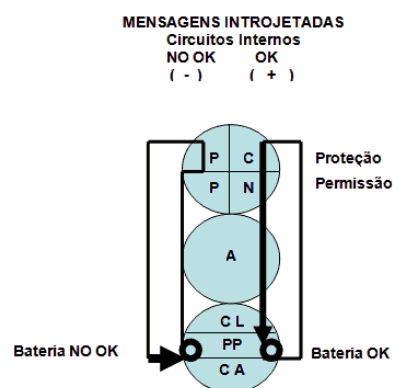 MENSAGENS INTROJETADAS
Circuitos Internos
NO OK OK
( - ) ( + )
P C Proteção
P N Permissão
A
C L
PP
Bateria NO OK Bateria OK
C A